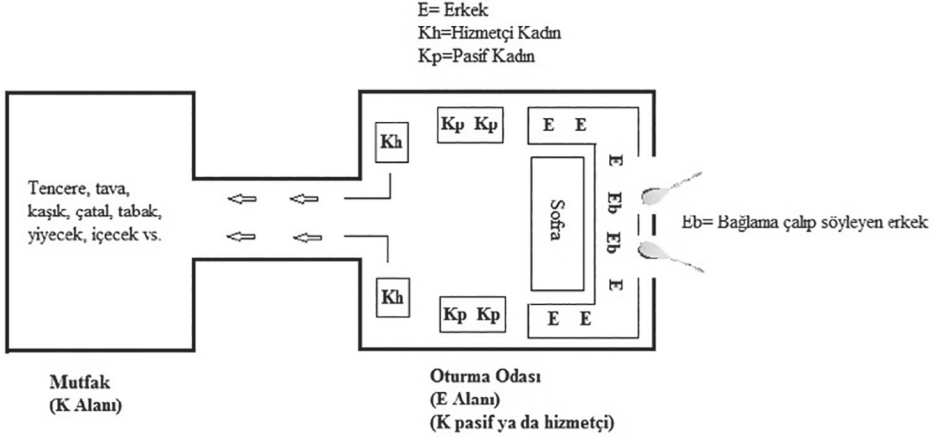 E= Erkek
Kh=Hizmetçi Kadın
Kp=Pasif Kadın
Kp Kp
E E
Kh
E
Tencere, tava,
kaşık, çatal, tabak,
yiyecek, içecek vs.
Sofra
Eb
Eb
Eb= Bağlama çalıp söyleyen erkek
E
Kh
Kp Kp
E E
Mutfak
(K Alanı)
Oturma Odası
(E Alanı)
(K pasif ya da hizmetçi)